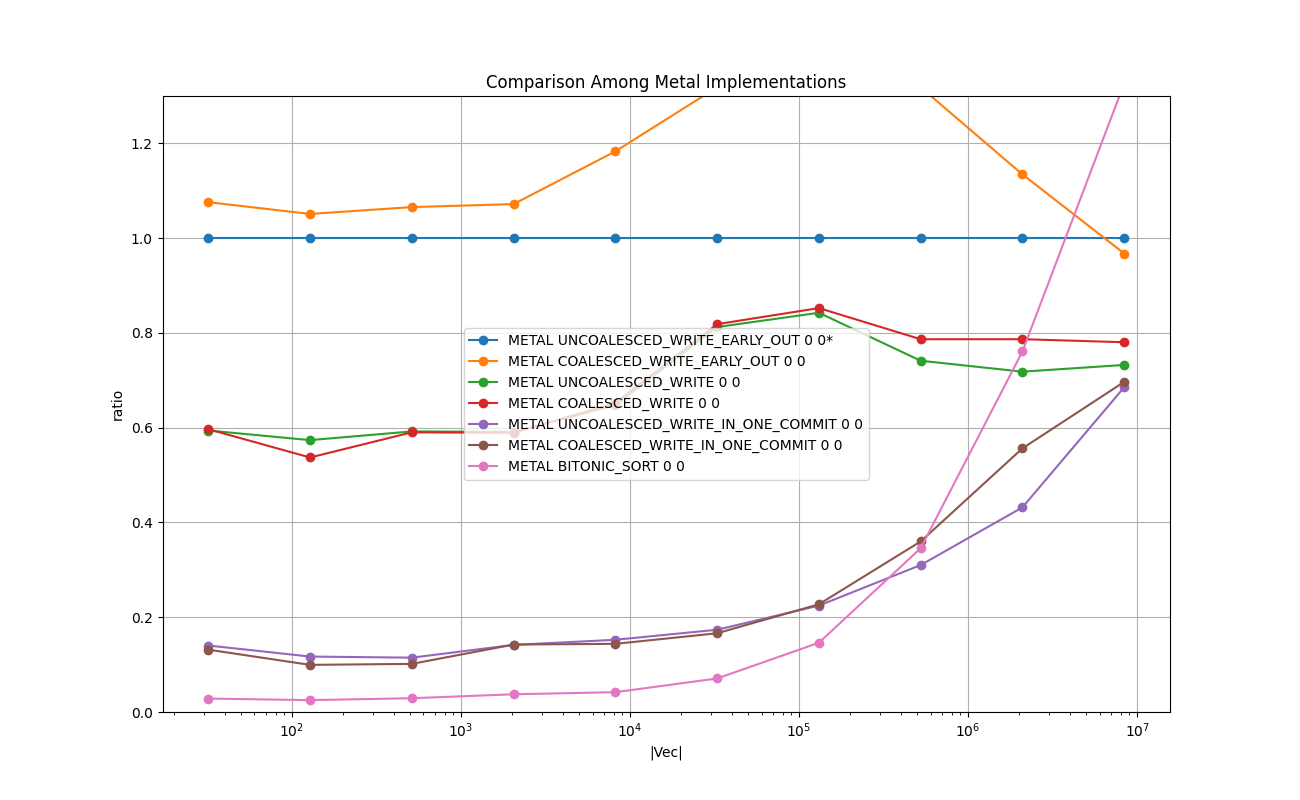 Comparison Among Metal Implementations
1.2
1.0
0.8
0.6
0.4
0.2
0.0
ratio
METAL UNCOALESCED_WRITE_EARLY_OUT 0 0*
METAL COALESCED_WRITE_EARLY_OUT 0 0
METAL UNCOALESCED_WRITE 0 0
METAL COALESCED_WRITE 0 0
METAL UNCOALESCED_WRITE_IN_ONE_COMMIT 0 0
METAL COALESCED_WRITE_IN_ONE_COMMIT 0 0
METAL BITONIC_SORT 0 0
10² 10³ 10⁴ 10⁵ 10⁶ 10⁷
|Vec|